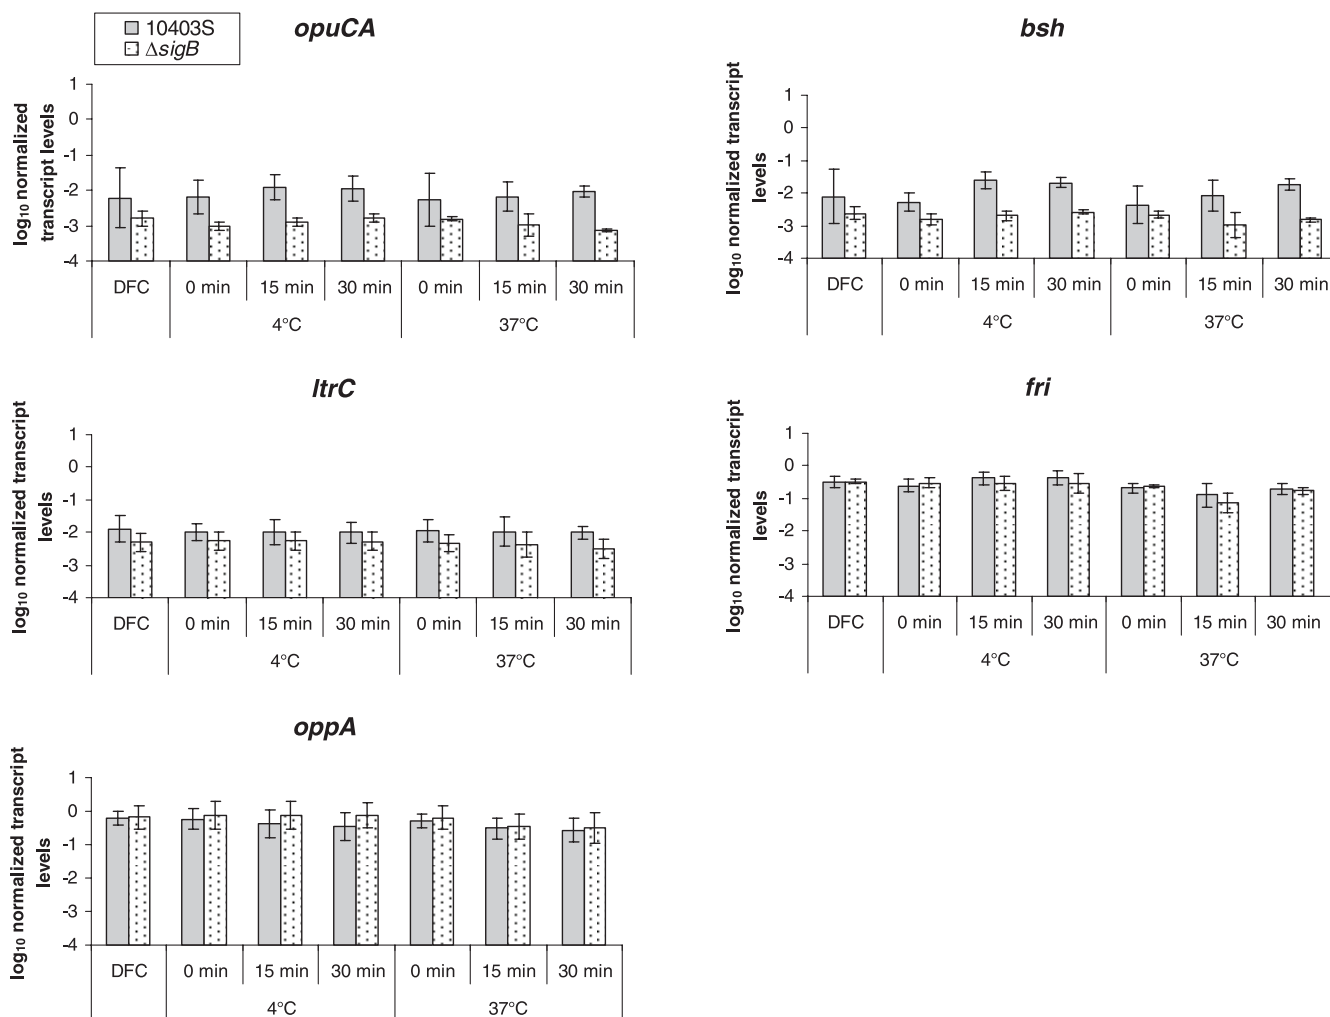 10403S
ΔsigB
opuCA
log₁₀ normalized
transcript levels
1
0
-1
-2
-3
-4
DFC
0 min
15 min
30 min
0 min
15 min
30 min
4°C
37°C
bsh
log₁₀ normalized transcript
levels
1
0
-1
-2
-3
-4
DFC
0 min
15 min
30 min
0 min
15 min
30 min
4°C
37°C
ltrC
log₁₀ normalized transcript
levels
1
0
-1
-2
-3
-4
DFC
0 min
15 min
30 min
0 min
15 min
30 min
4°C
37°C
fri
log₁₀ normalized transcript
levels
1
0
-1
-2
-3
-4
DFC
0 min
15 min
30 min
0 min
15 min
30 min
4°C
37°C
oppA
log₁₀ normalized transcript
levels
1
0
-1
-2
-3
-4
DFC
0 min
15 min
30 min
0 min
15 min
30 min
4°C
37°C